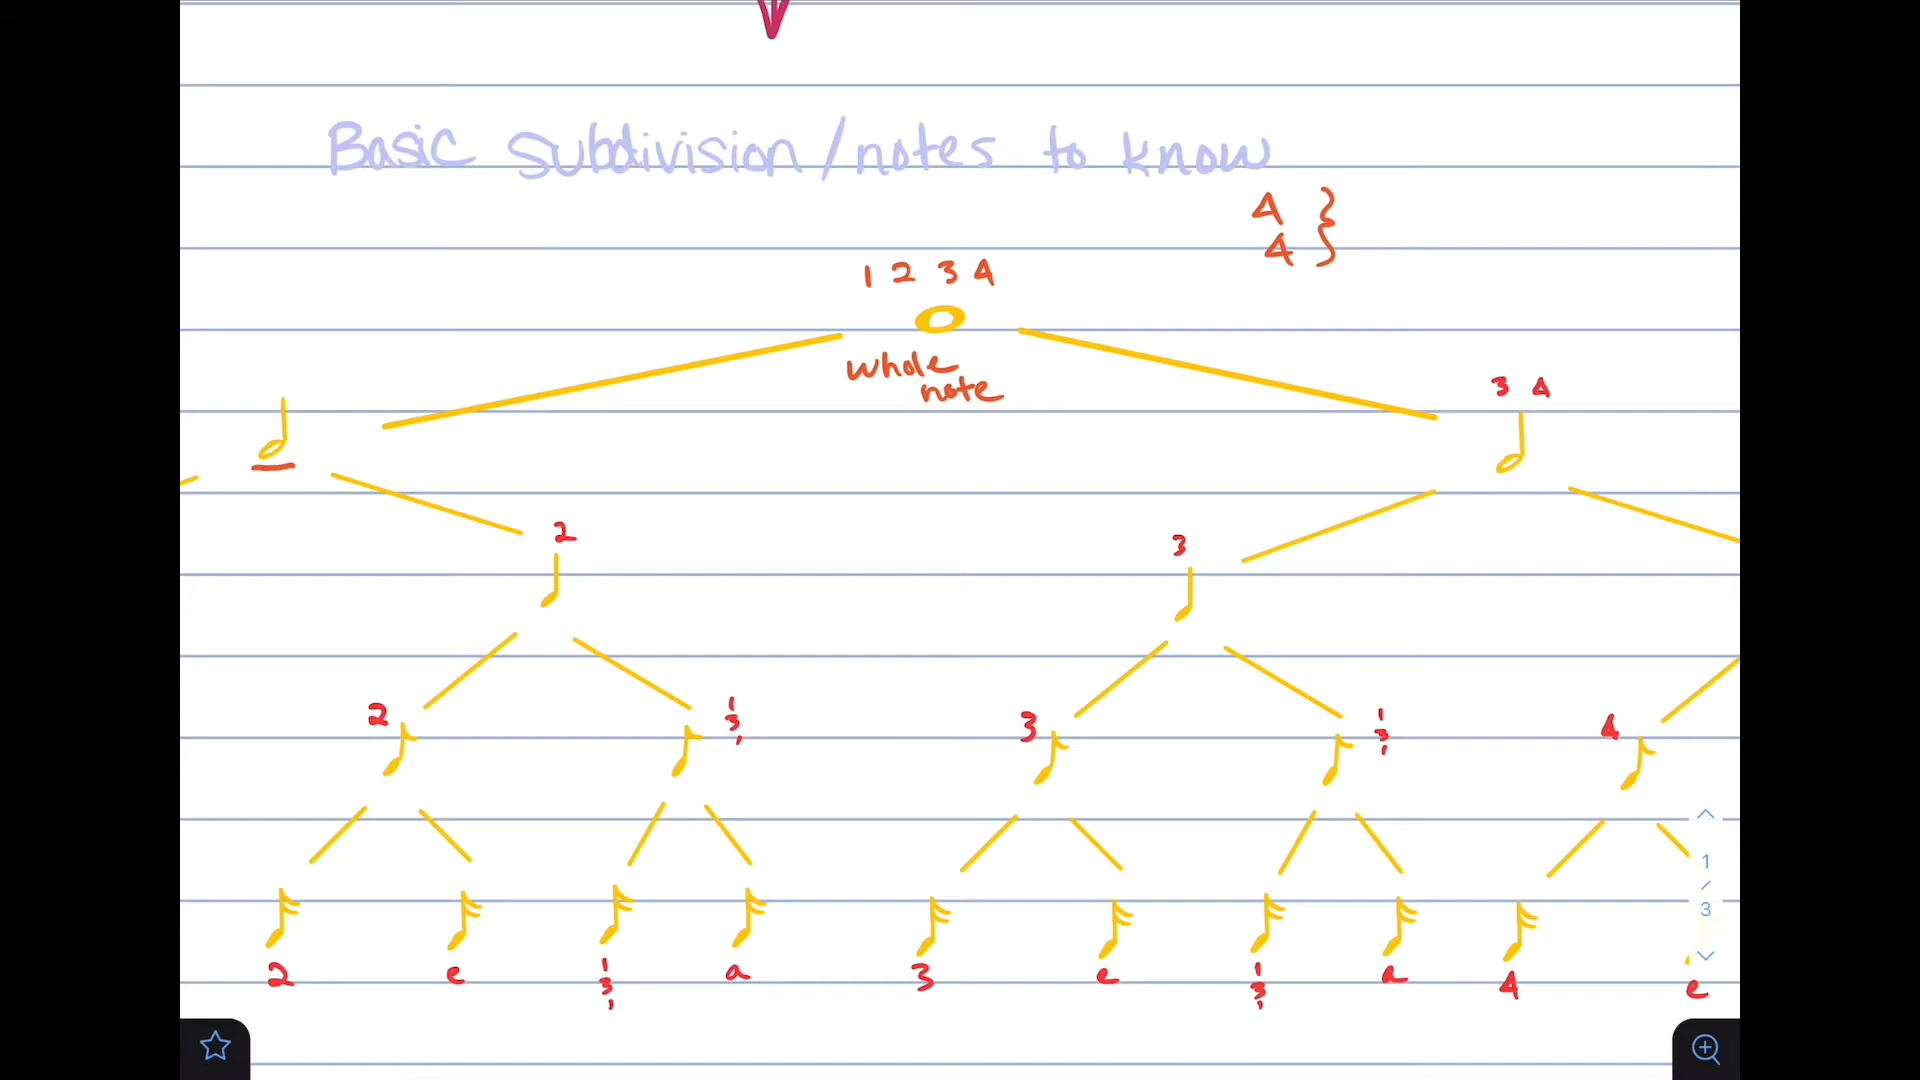 Basic subdivision/notes to know
4 }
4
1 2 3 4
whole
note
3 4
2
3
2 & 3 & 4
2 e & a 3 e & a 4 e
1
/
3